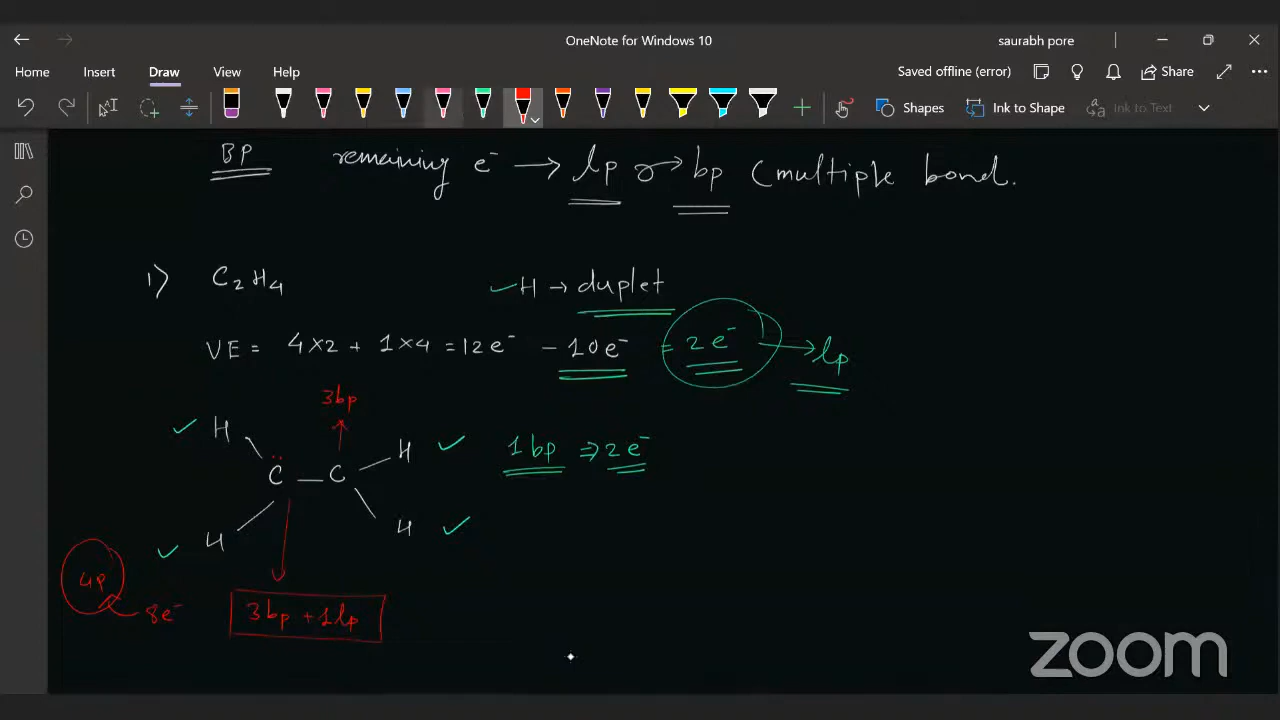 OneNote for Windows 10
saurabh pore
Home Insert Draw View Help
Saved offline (error)
Share
Shapes
Ink to Shape
Ink to Text
BP remaining e⁻ → lp or → bp (multiple bond.
1) C₂H₄
✓H → duplet
VE = 4×2 + 1×4 = 12e⁻ − 10e⁻ = 2e⁻ → lp
3bp
✓ H H ✓
1bp ⇒ 2e⁻
C̈ — C
✓ H H ✓
4p
8e⁻
3bp + 1lp
zoom